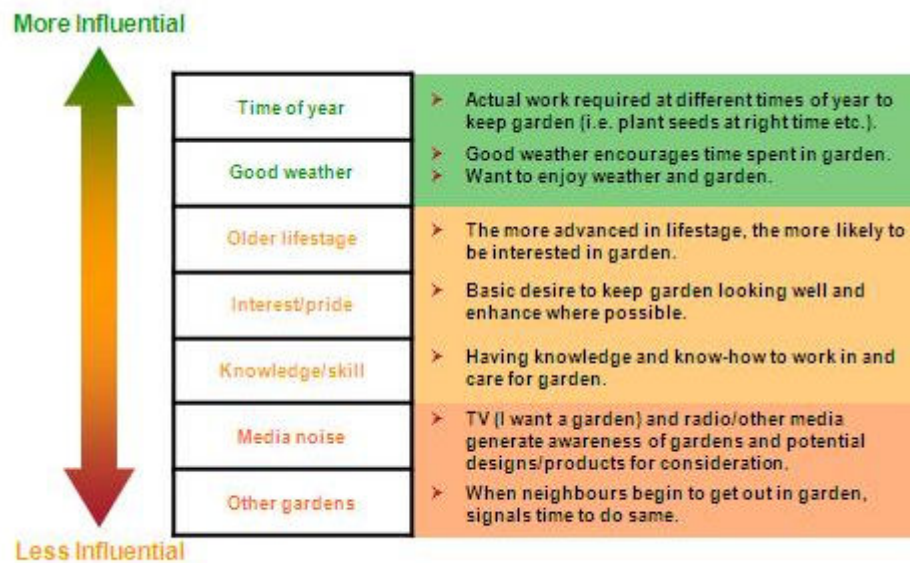 More Influential
Time of year
➢ Actual work required at different times of year to
keep garden (i.e. plant seeds at right time etc.).
Good weather
➢ Good weather encourages time spent in garden.
➢ Want to enjoy weather and garden.
Older lifestage
➢ The more advanced in lifestage, the more likely to
be interested in garden.
Interest/pride
➢ Basic desire to keep garden looking well and
enhance where possible.
Knowledge/skill
➢ Having knowledge and know-how to work in and
care for garden.
Media noise
➢ TV (I want a garden) and radio/other media
generate awareness of gardens and potential
designs/products for consideration.
Other gardens
➢ When neighbours begin to get out in garden,
signals time to do same.
Less Influential